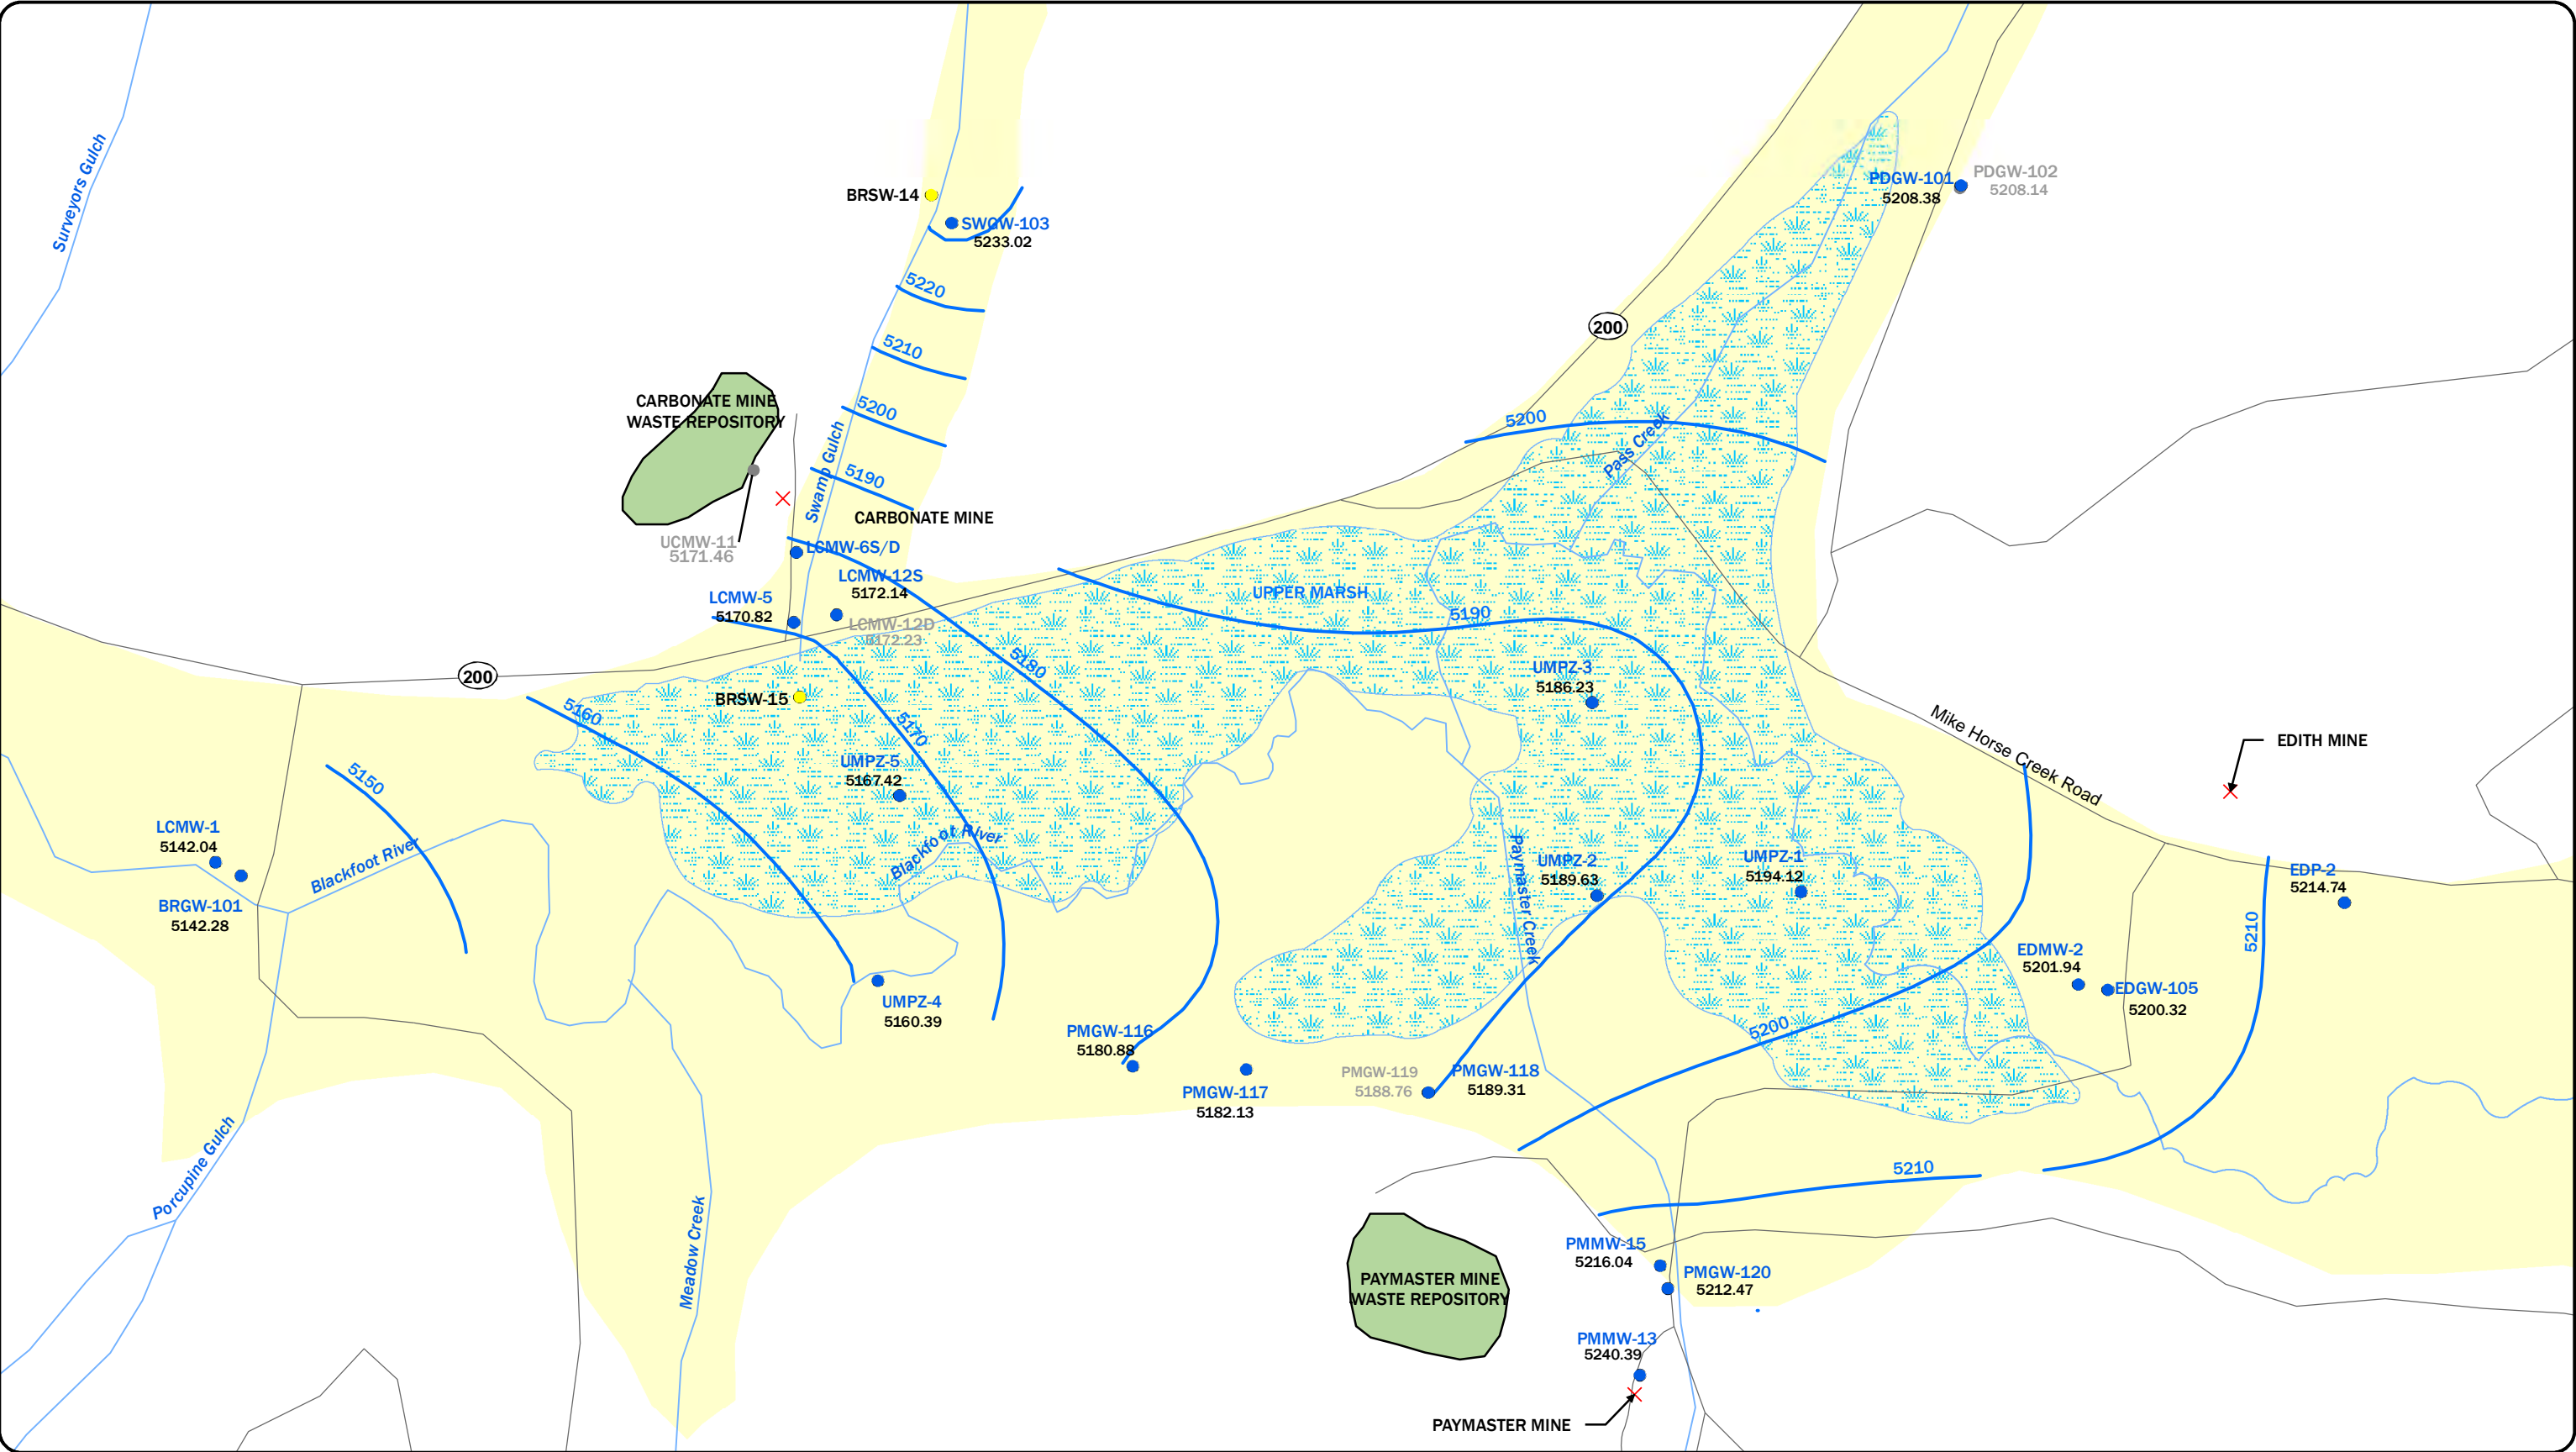 Surveyors Gulch
BRSW-14
SWGW-103
5233.02
PDGW-101
5208.38
PDGW-102
5208.14
5220
5210
5200
5190
200
CARBONATE MINE
WASTE REPOSITORY
Swamp Gulch
5200
Pass Creek
CARBONATE MINE
UCMW-11
5171.46
LCMW-6S/D
LCMW-12S
5172.14
LCMW-5
5170.82
LCMW-12D
5172.23
UPPER MARSH
5190
5180
200
BRSW-15
5160
5170
UMPZ-3
5186.23
Mike Horse Creek Road
EDITH MINE
5150
UMPZ-5
5167.42
LCMW-1
5142.04
Blackfoot River
Blackfoot River
BRGW-101
5142.28
Paymaster Creek
UMPZ-2
5189.63
UMPZ-1
5194.12
EDP-2
5214.74
5210
EDMW-2
5201.94
EDGW-105
5200.32
UMPZ-4
5160.39
PMGW-116
5180.88
PMGW-117
5182.13
PMGW-119
5188.76
PMGW-118
5189.31
5200
5210
Porcupine Gulch
Meadow Creek
PMMW-15
5216.04
PMGW-120
5212.47
PAYMASTER MINE
WASTE REPOSITORY
PMMW-13
5240.39
PAYMASTER MINE